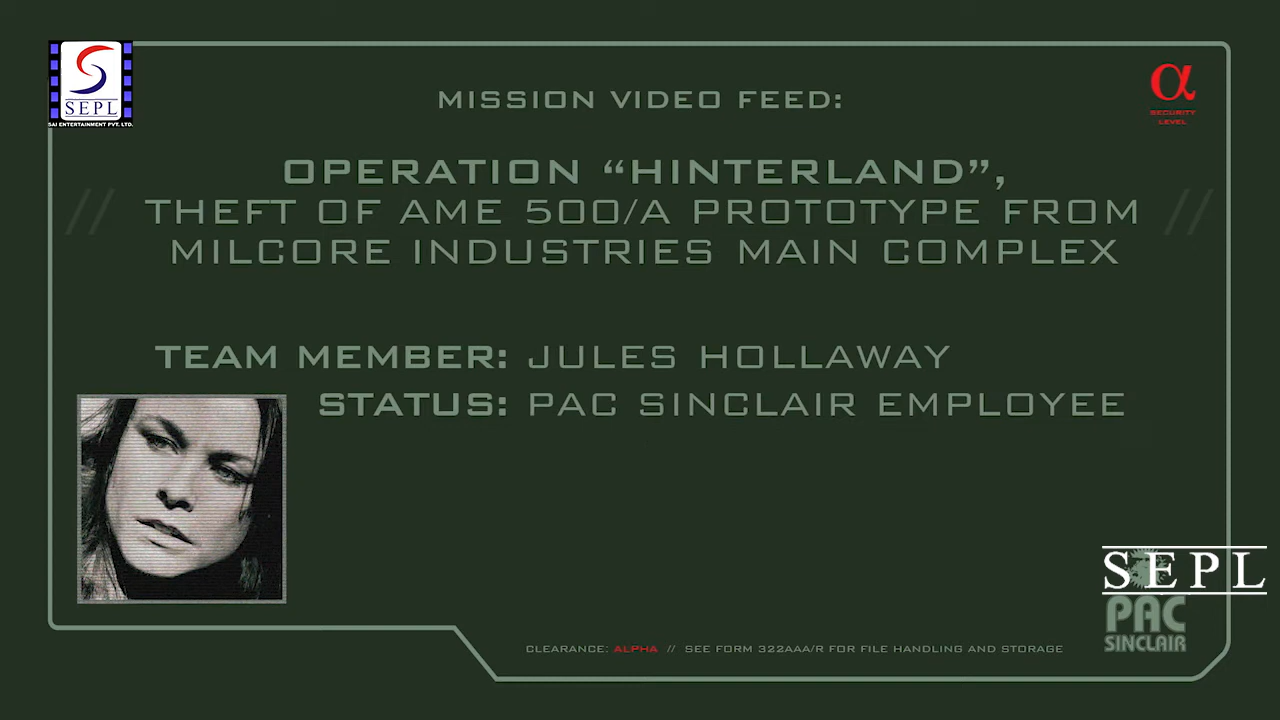 SEPL
SAI ENTERTAINMENT PVT. LTD.
MISSION VIDEO FEED:
α
SECURITY
LEVEL
OPERATION “HINTERLAND”,
// THEFT OF AME 500/A PROTOTYPE FROM //
MILCORE INDUSTRIES MAIN COMPLEX
TEAM MEMBER: JULES HOLLAWAY
STATUS: PAC SINCLAIR EMPLOYEE
SEPL
PAC
SINCLAIR
CLEARANCE: ALPHA // SEE FORM 322AAA/R FOR FILE HANDLING AND STORAGE